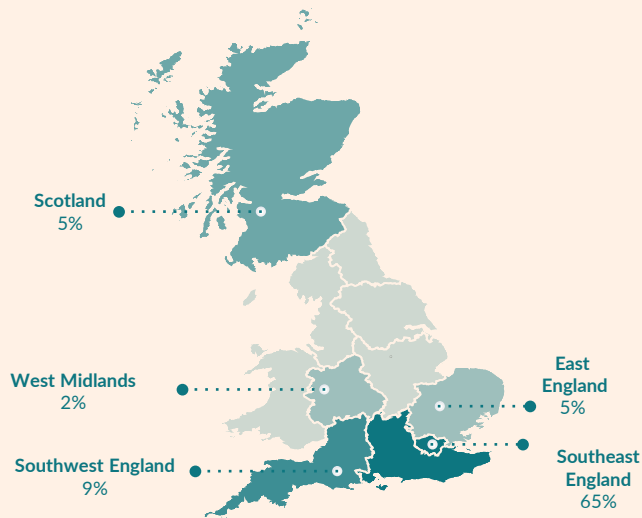 Scotland
5%
West Midlands
2%
East
England
5%
Southwest England
9%
Southeast
England
65%